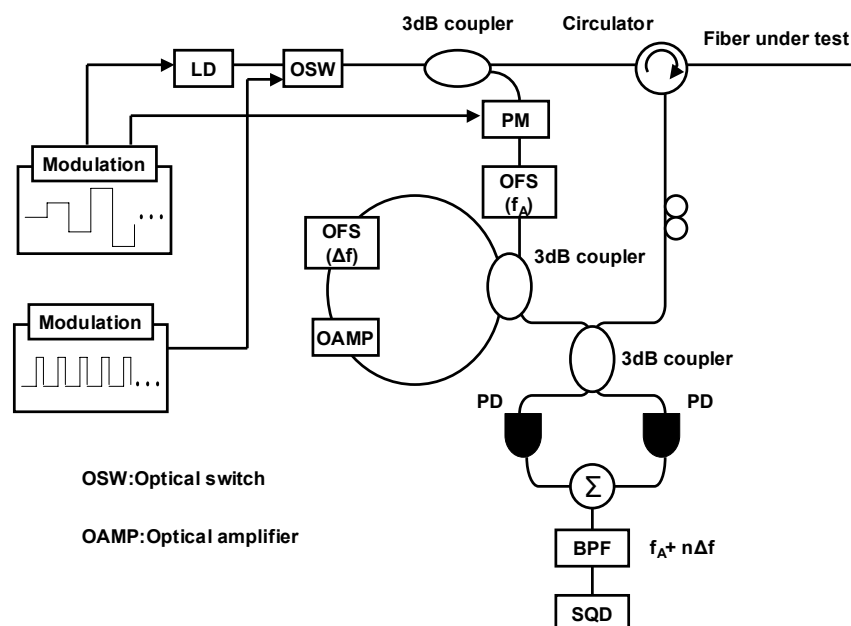 3dB coupler
Circulator
Fiber under test
LD
OSW
PM
Modulation
OFS
(fA)
OFS
(Δf)
3dB coupler
Modulation
OAMP
3dB coupler
PD
PD
OSW:Optical switch
Σ
OAMP:Optical amplifier
BPF
fA+ nΔf
SQD